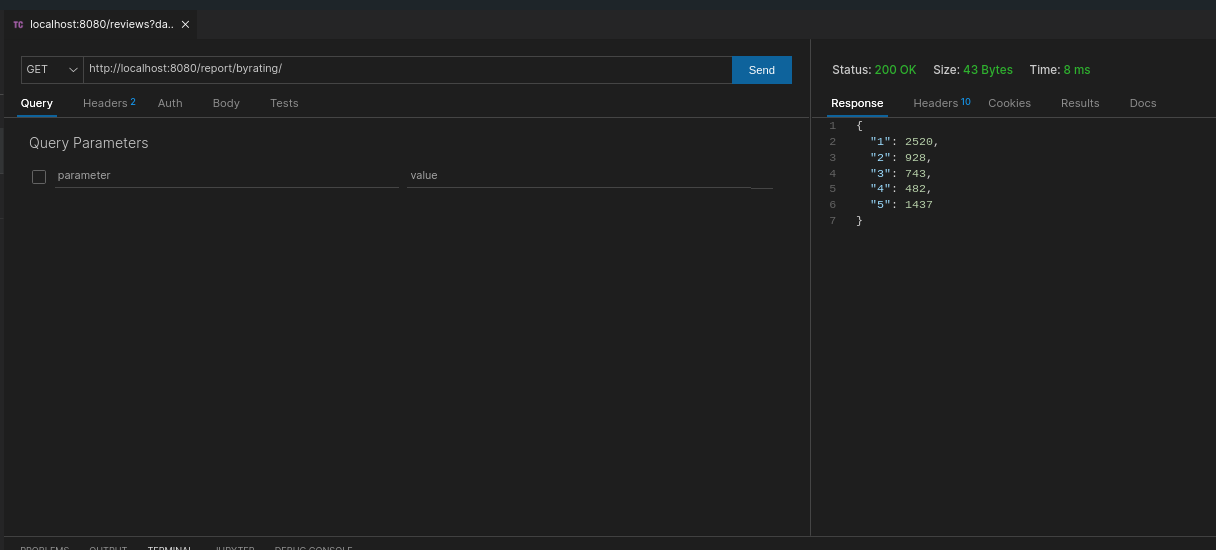 TC localhost:8080/reviews?da..
GET http://localhost:8080/report/byrating/ Send
Query Headers 2 Auth Body Tests
Query Parameters
parameter value
Status: 200 OK Size: 43 Bytes Time: 8 ms
Response Headers 10 Cookies Results Docs
1 {
2 "1": 2520,
3 "2": 928,
4 "3": 743,
5 "4": 482,
6 "5": 1437
7 }
PROBLEMS OUTPUT TERMINAL JUPYTER DEBUG CONSOLE